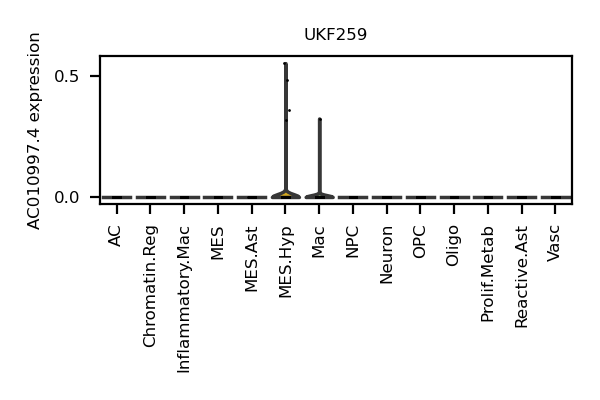 UKF259
AC010997.4 expression
0.5
0.0
AC
Chromatin.Reg
Inflammatory.Mac
MES
MES.Ast
MES.Hyp
Mac
NPC
Neuron
OPC
Oligo
Prolif.Metab
Reactive.Ast
Vasc